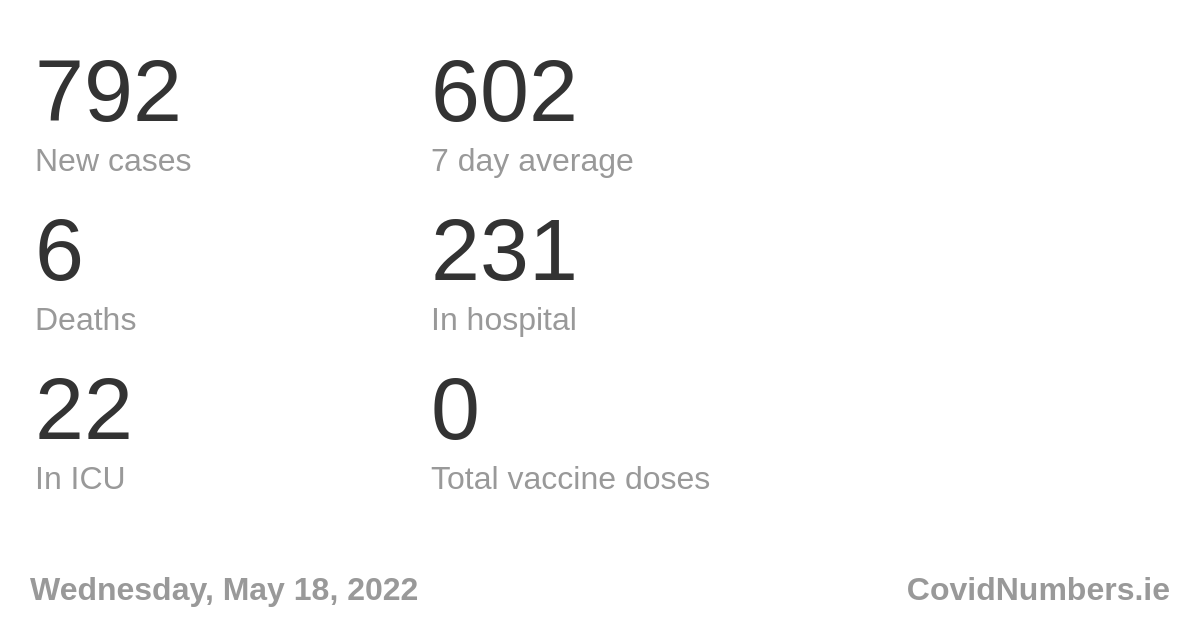 792
602
New cases
7 day average
6
231
Deaths
In hospital
22
0
In ICU
Total vaccine doses
Wednesday, May 18, 2022
CovidNumbers.ie